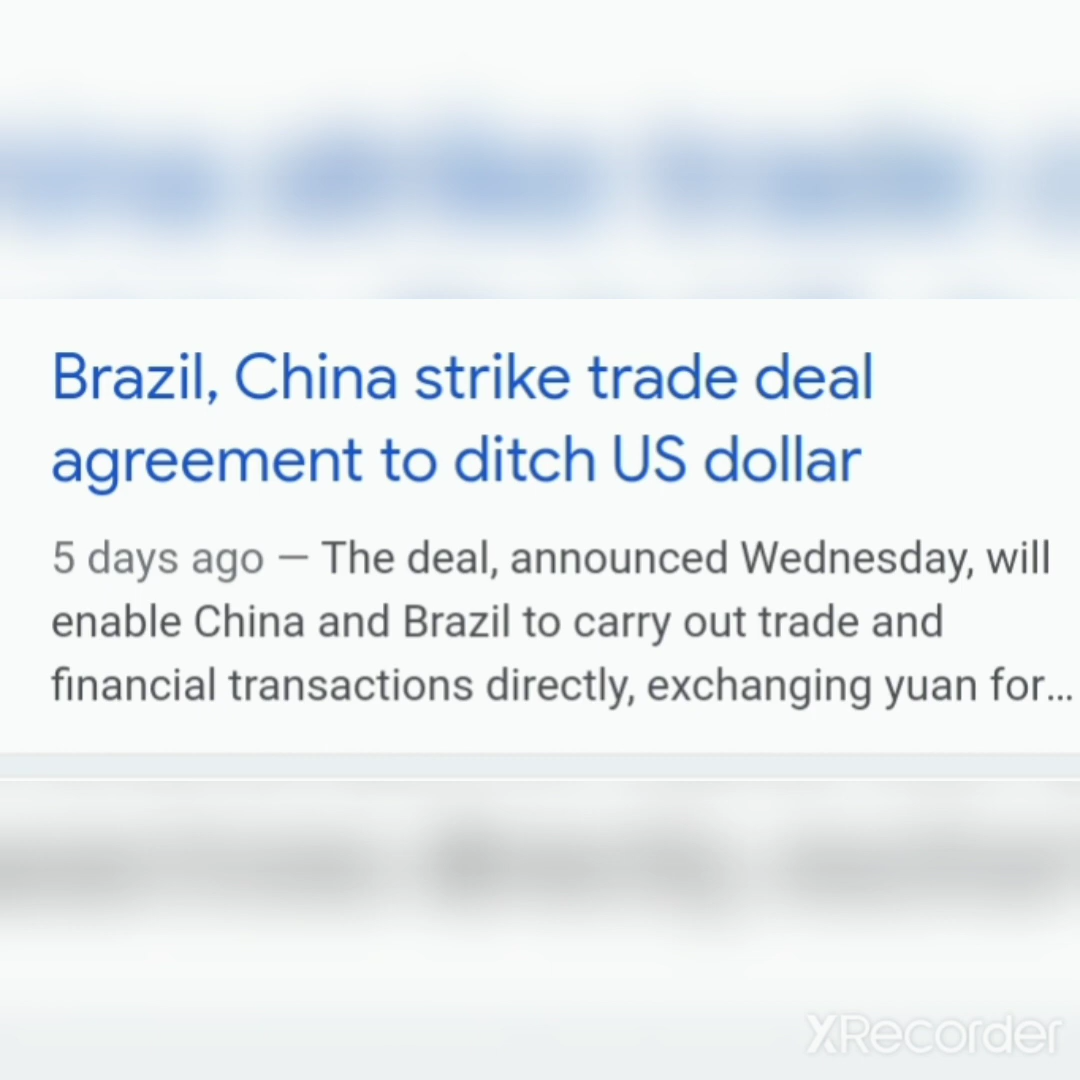 Brazil, China strike trade deal
agreement to ditch US dollar
5 days ago — The deal, announced Wednesday, will
enable China and Brazil to carry out trade and
financial transactions directly, exchanging yuan for...
XRecorder